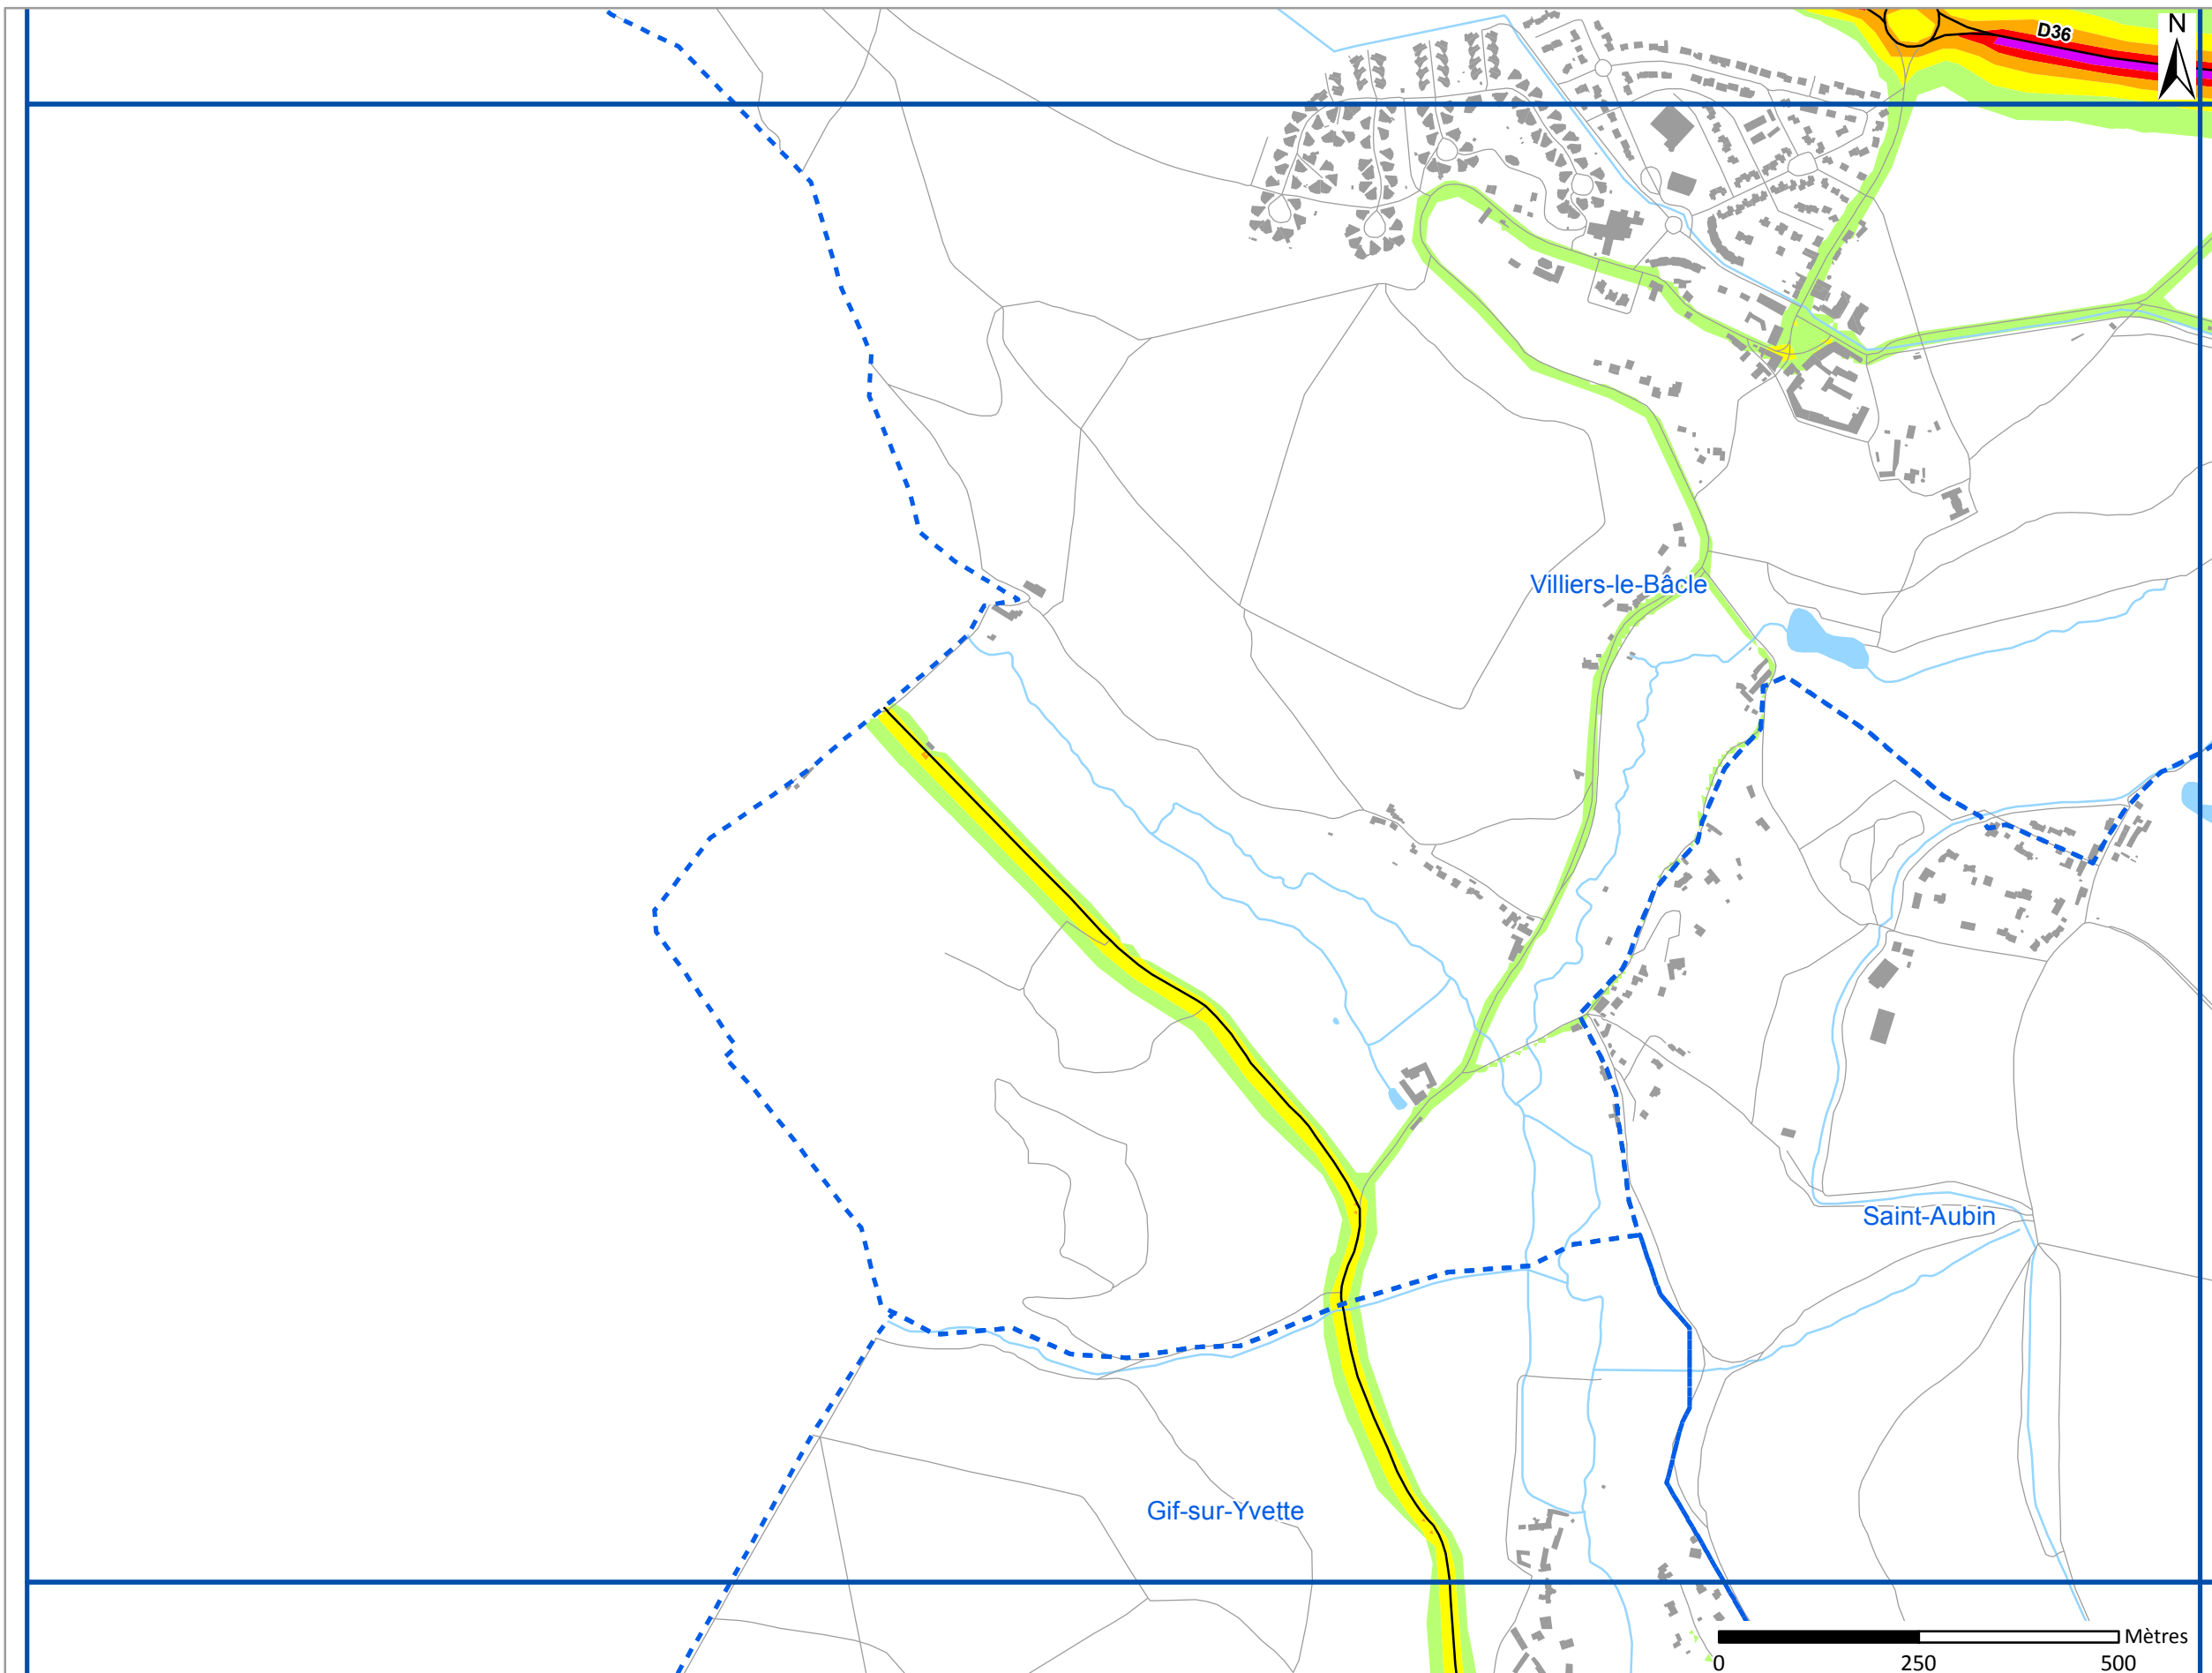 D36
N
Villiers-le-Bâcle
Saint-Aubin
Gif-sur-Yvette
Mètres
0 250 500